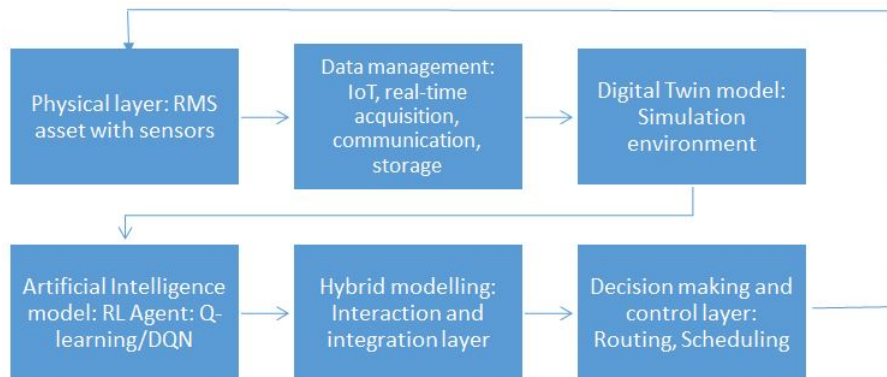 Physical layer: RMS
asset with sensors
Data management:
IoT, real-time
acquisition,
communication,
storage
Digital Twin model:
Simulation
environment
Artificial Intelligence
model: RL Agent: Q-
learning/DQN
Hybrid modelling:
Interaction and
integration layer
Decision making and
control layer:
Routing, Scheduling